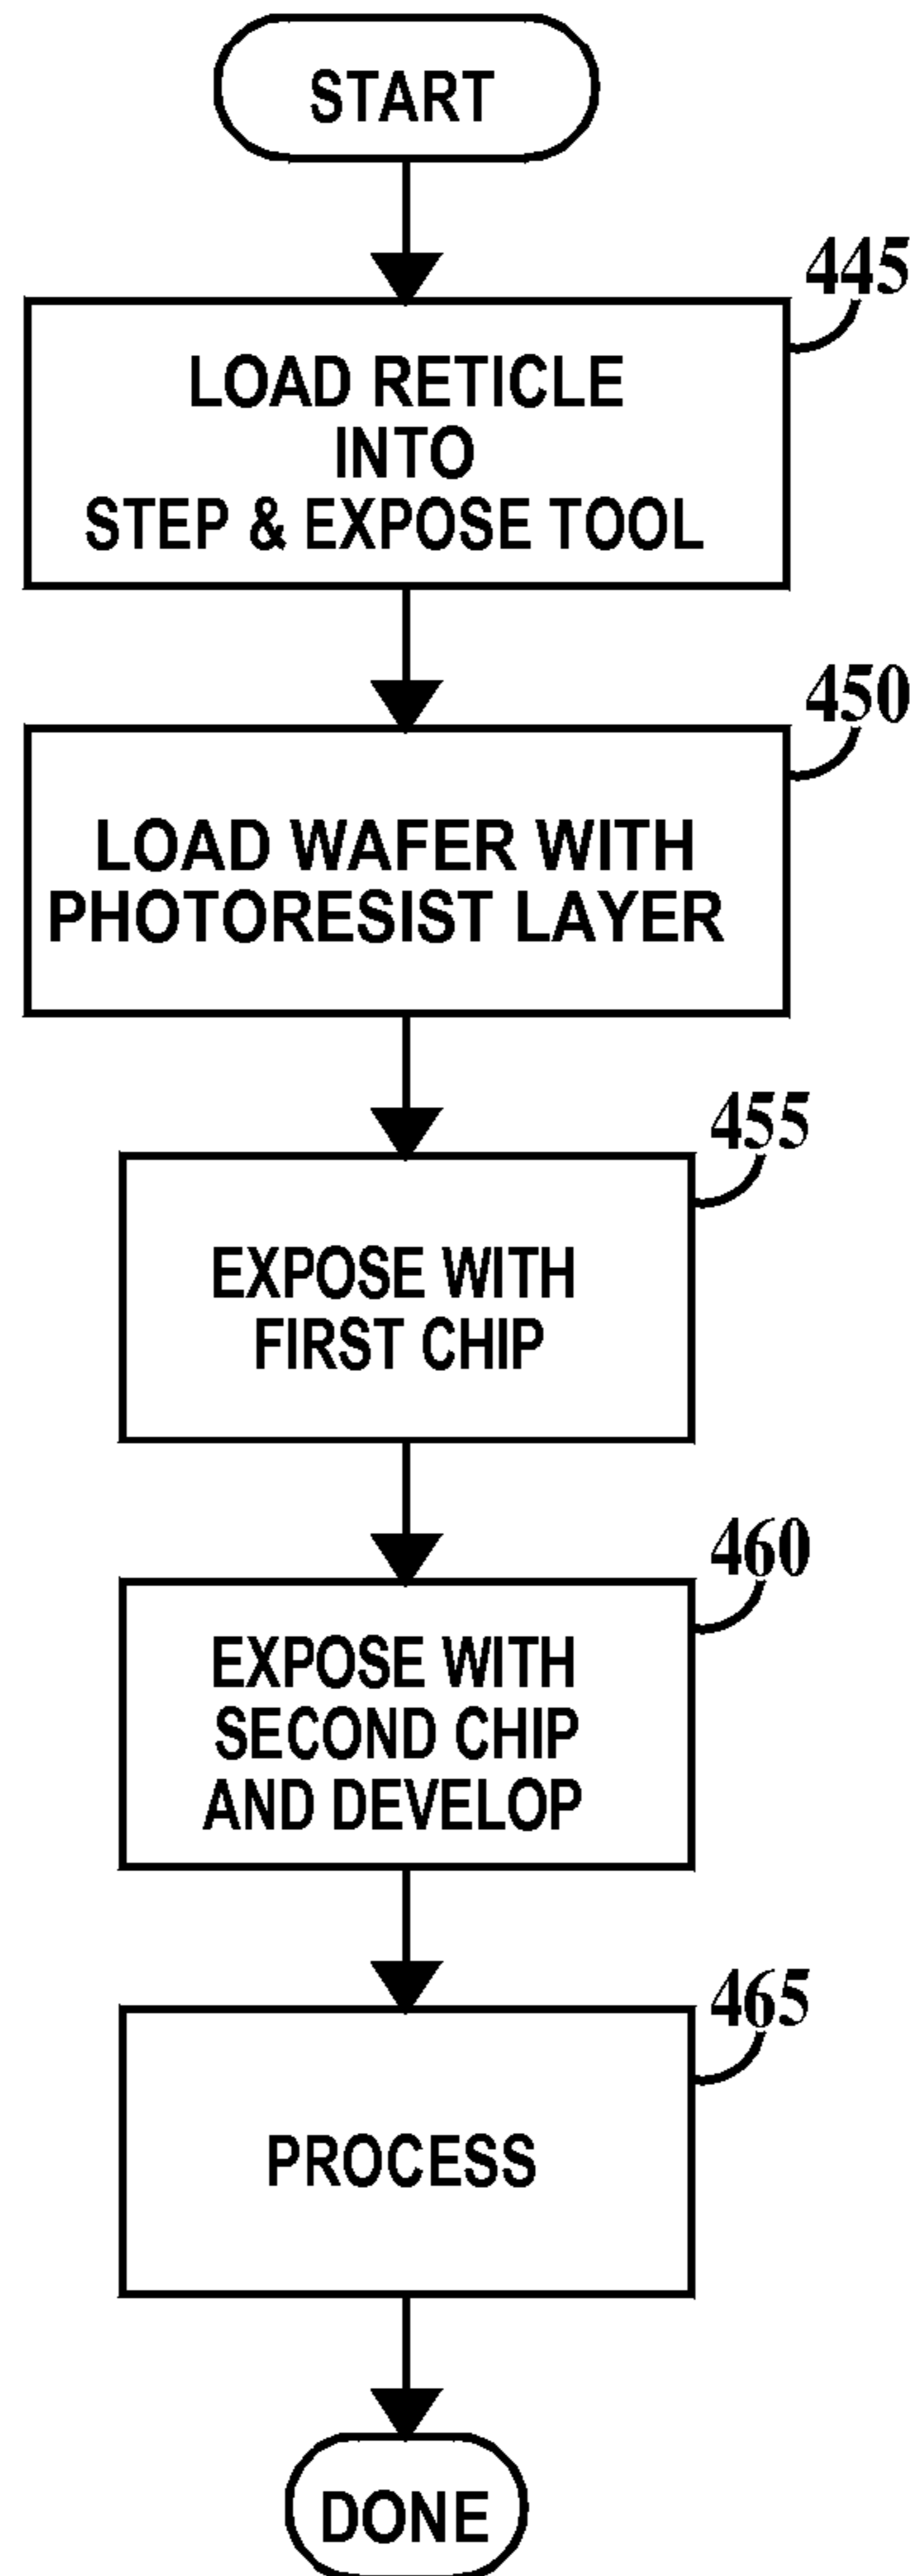 START
445
LOAD RETICLE
INTO
STEP & EXPOSE TOOL
450
LOAD WAFER WITH
PHOTORESIST LAYER
455
EXPOSE WITH
FIRST CHIP
460
EXPOSE WITH
SECOND CHIP
AND DEVELOP
465
PROCESS
DONE